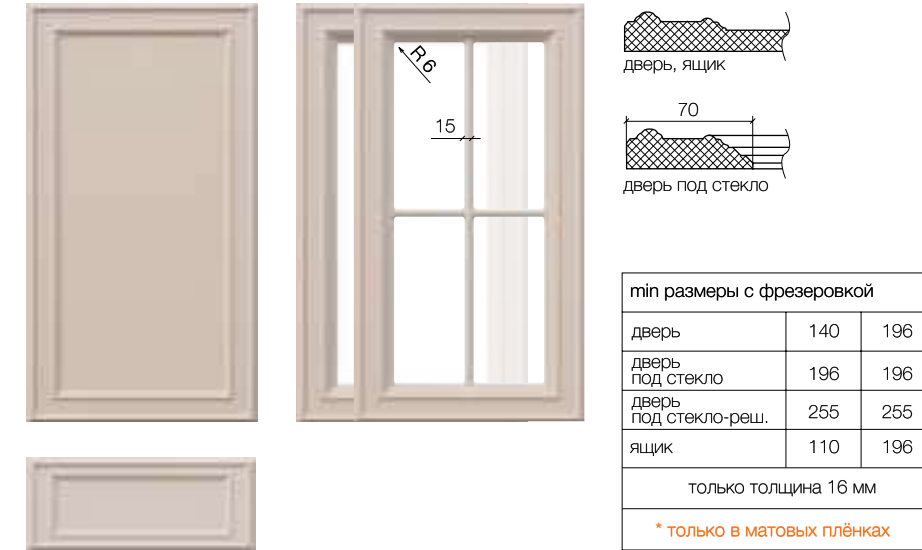 R6
15
дверь, ящик
70
дверь под стекло
min размеры с фрезеровкой
дверь 140 196
дверь
под стекло 196 196
дверь
под стекло-реш. 255 255
ящик 110 196
только толщина 16 мм
* только в матовых плёнках